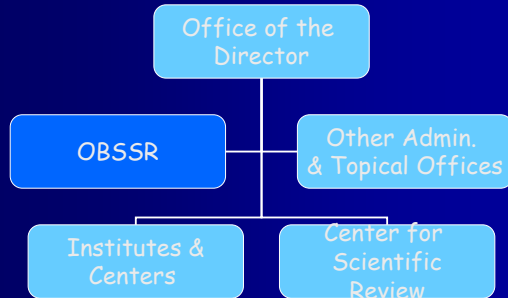 Office of the
Director
OBSSR
Other Admin.
& Topical Offices
Institutes &
Centers
Center for
Scientific
Review